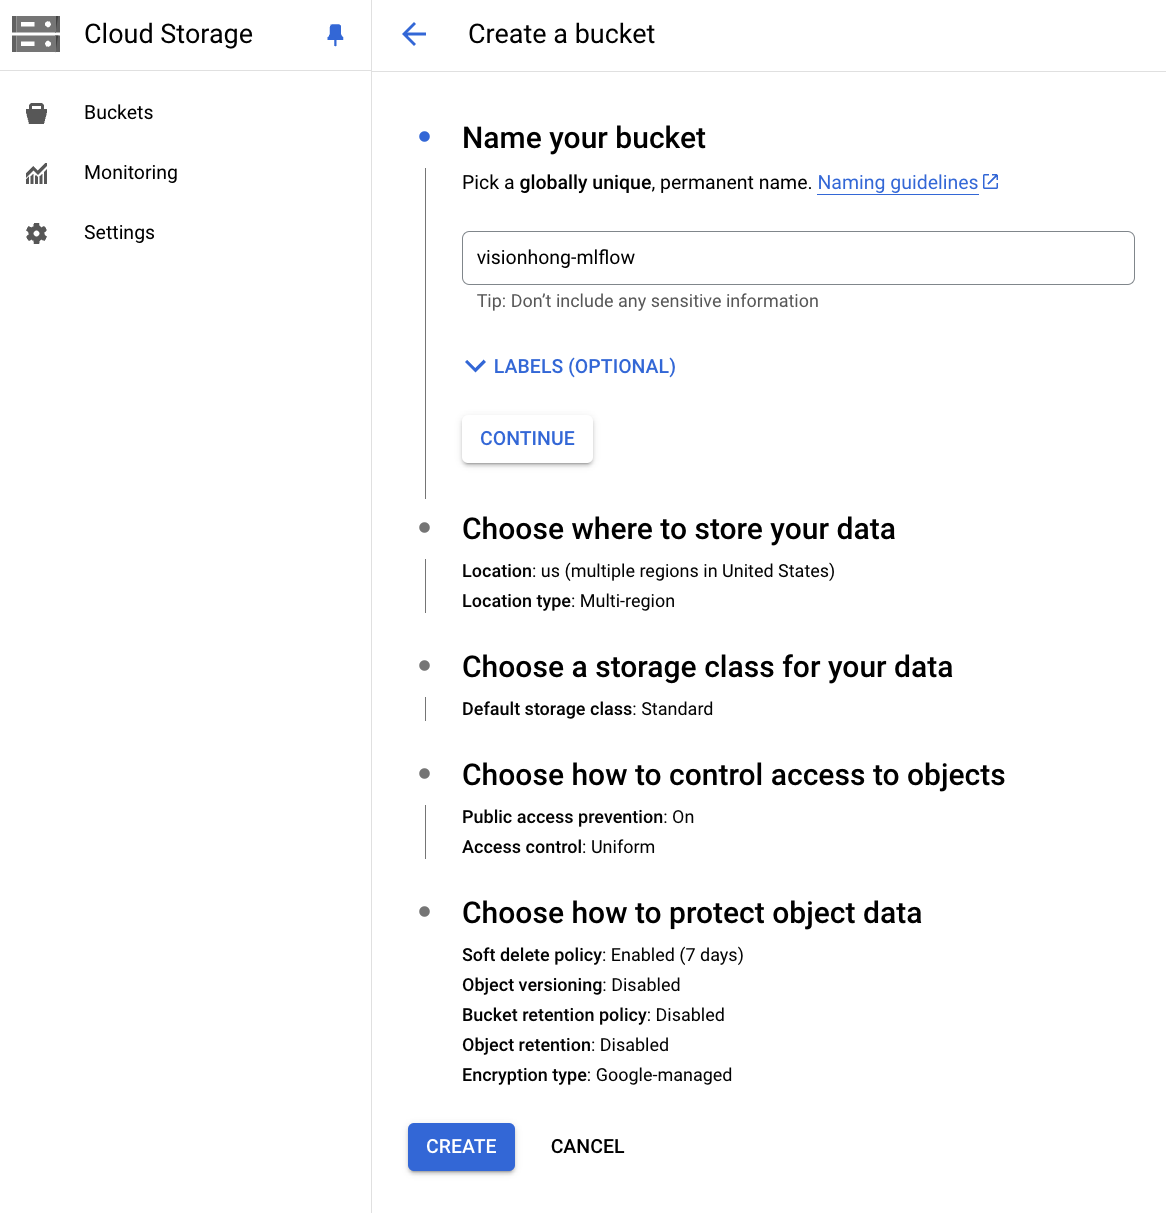 Cloud Storage
Buckets
Monitoring
Settings
Create a bucket
Name your bucket
Pick a globally unique, permanent name. Naming guidelines
visionhong-mlflow
Tip: Don’t include any sensitive information
LABELS (OPTIONAL)
CONTINUE
Choose where to store your data
Location: us (multiple regions in United States)
Location type: Multi-region
Choose a storage class for your data
Default storage class: Standard
Choose how to control access to objects
Public access prevention: On
Access control: Uniform
Choose how to protect object data
Soft delete policy: Enabled (7 days)
Object versioning: Disabled
Bucket retention policy: Disabled
Object retention: Disabled
Encryption type: Google-managed
CREATE CANCEL